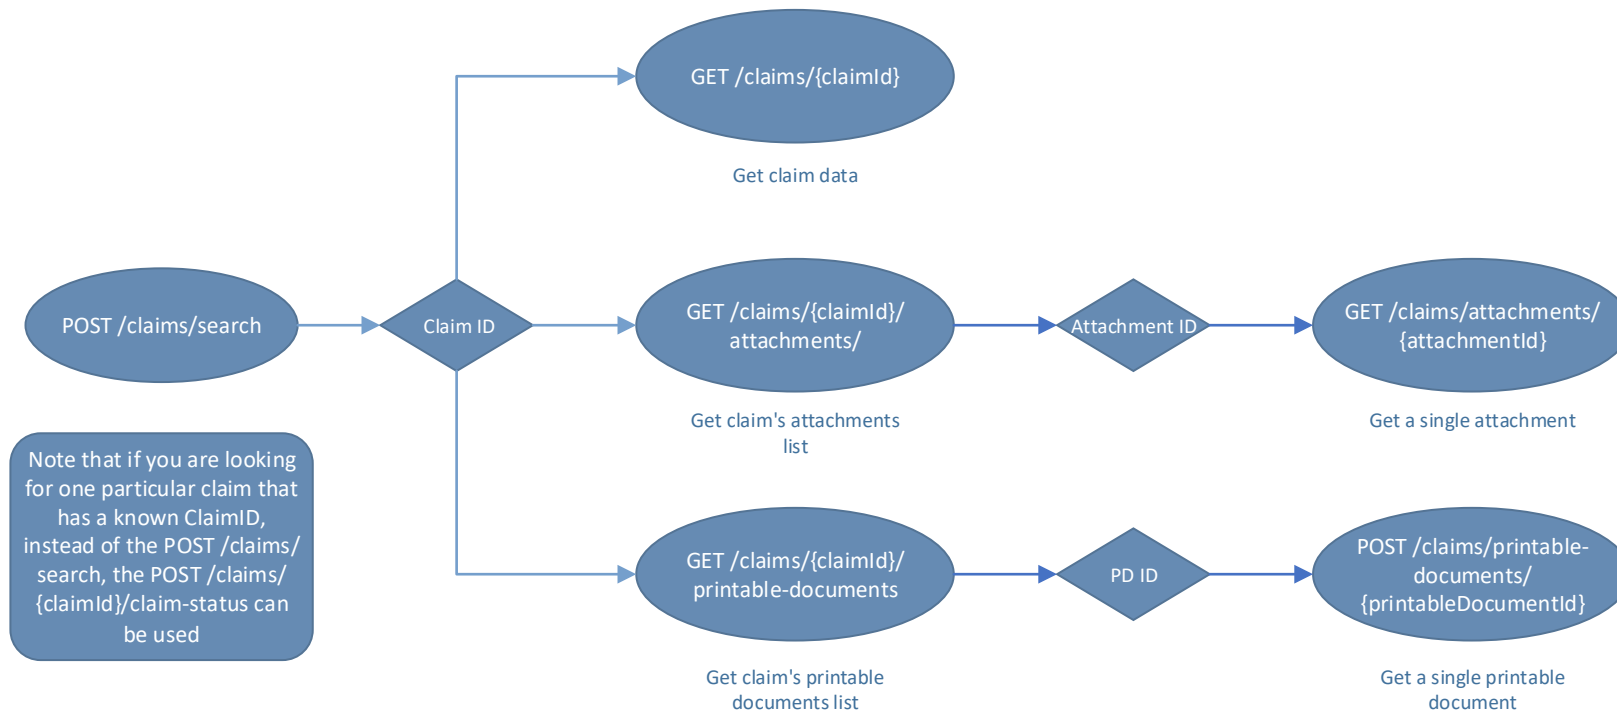 GET /claims/{claimId}
Get claim data
POST /claims/search
Claim ID
GET /claims/{claimId}/
attachments/
Attachment ID
GET /claims/attachments/
{attachmentId}
Get claim's attachments
list
Get a single attachment
Note that if you are looking
for one particular claim that
has a known ClaimID,
instead of the POST /claims/
search, the POST /claims/
{claimId}/claim-status can
be used
GET /claims/{claimId}/
printable-documents
PD ID
POST /claims/printable-
documents/
{printableDocumentId}
Get claim's printable
documents list
Get a single printable
document